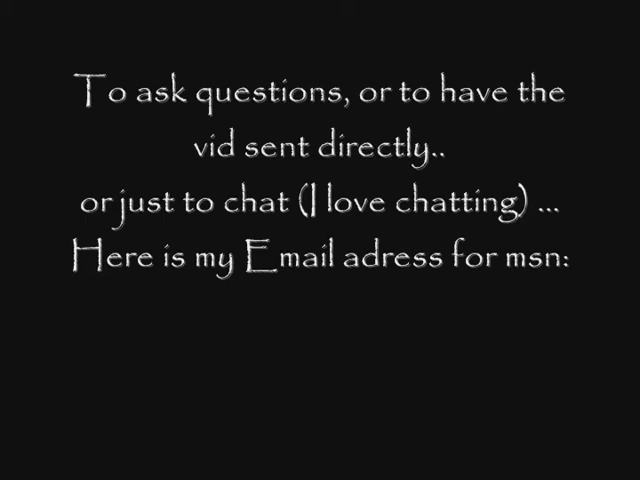 To ask questions, or to have the
vid sent directly..
or just to chat (I love chatting) ...
Here is my Email adress for msn: